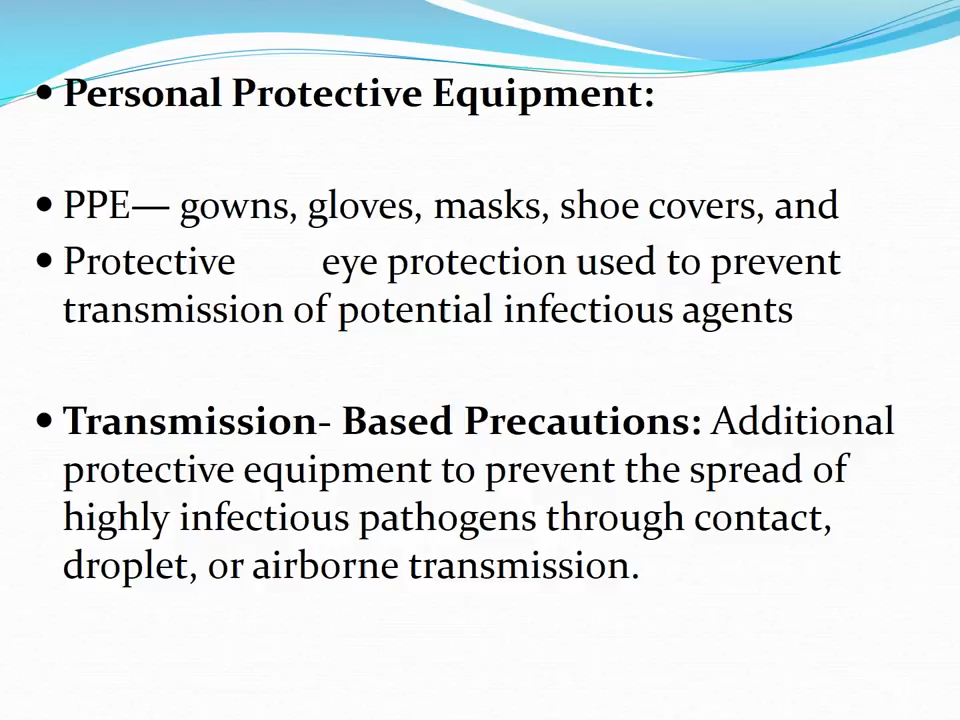 • Personal Protective Equipment:
• PPE— gowns, gloves, masks, shoe covers, and
• Protective eye protection used to prevent
transmission of potential infectious agents
• Transmission- Based Precautions: Additional
protective equipment to prevent the spread of
highly infectious pathogens through contact,
droplet, or airborne transmission.